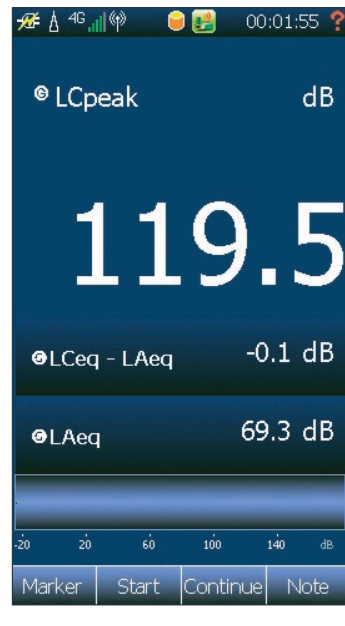 4G 00:01:55 ?
G LCpeak dB
119.5
G LCeq - LAeq -0.1 dB
G LAeq 69.3 dB
-20 20 60 100 140 dB
Marker Start Continue Note